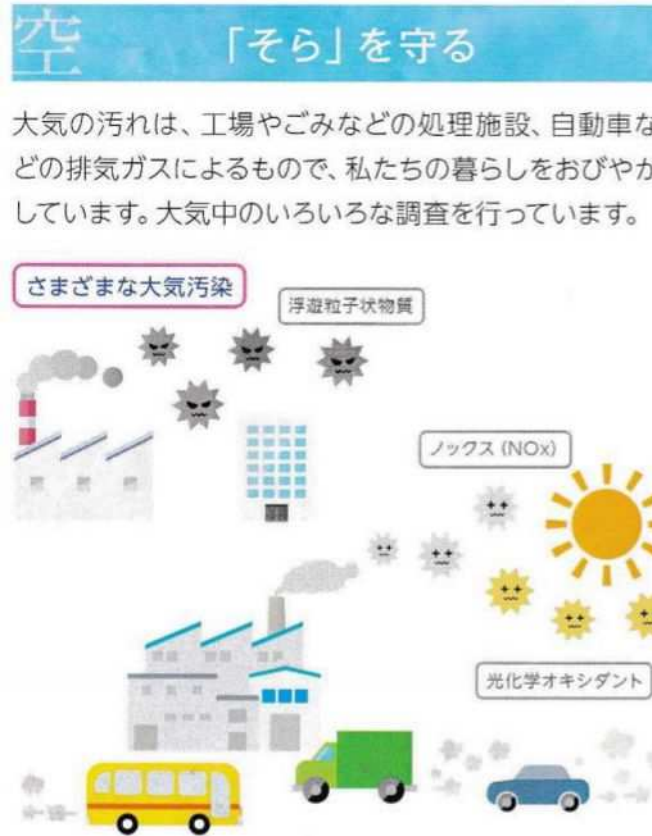 空
「そら」を守る
大気の汚れは、工場やごみなどの処理施設、自動車な
どの排気ガスによるもので、私たちの暮らしをおびやか
しています。大気中のいろいろな調査を行っています。
さまざまな大気汚染
浮遊粒子状物質
ノックス(NOx)
光化学オキシダント